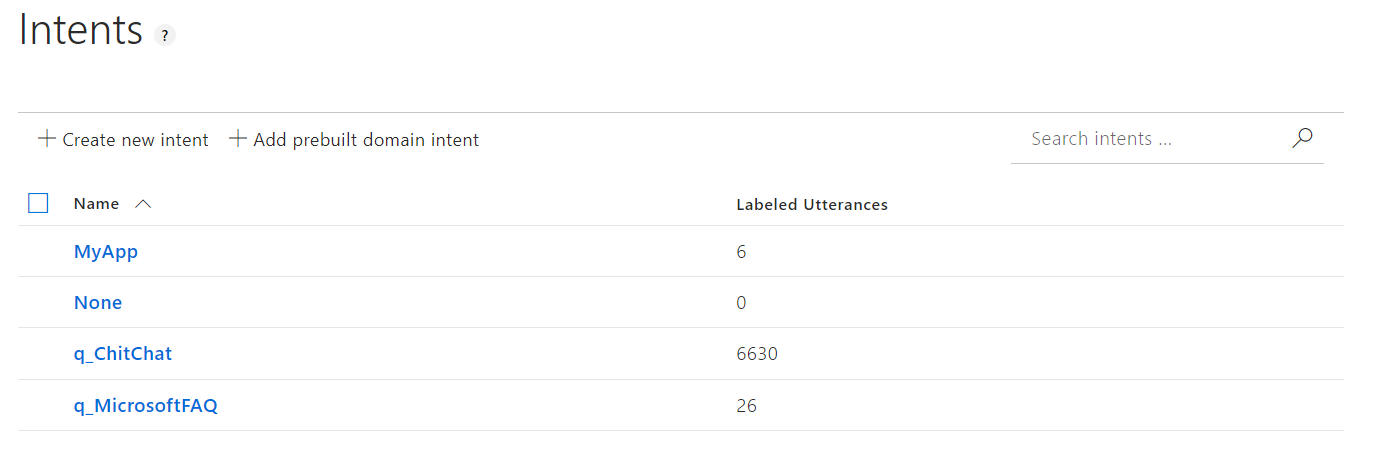 Intents ?
+ Create new intent + Add prebuilt domain intent Search intents ...
Name Labeled Utterances
MyApp 6
None 0
q_ChitChat 6630
q_MicrosoftFAQ 26